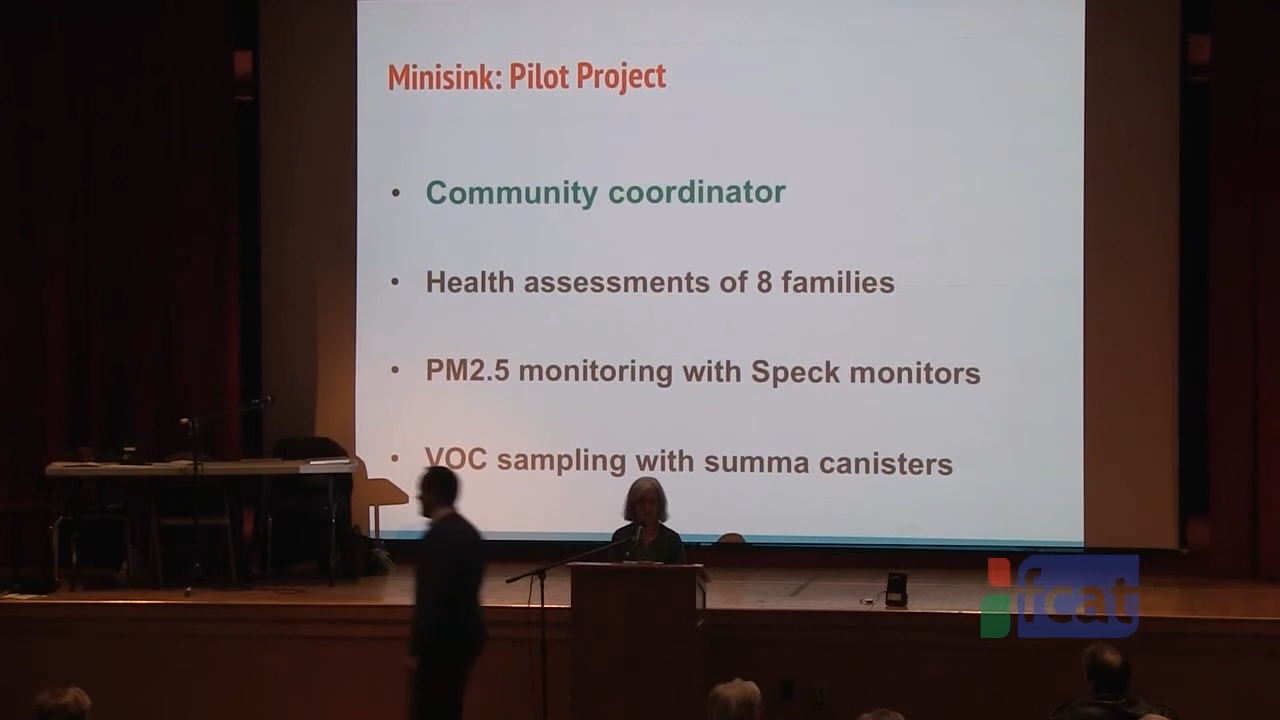 Minisink: Pilot Project
• Community coordinator
• Health assessments of 8 families
• PM2.5 monitoring with Speck monitors
• VOC sampling with summa canisters
fcat